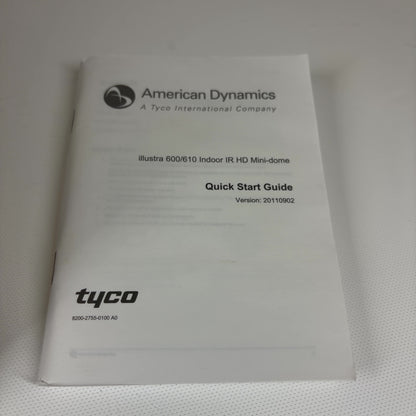 American Dynamics
A Tyco International Company
illustra 600/610 Indoor IR HD Mini-dome
Quick Start Guide
Version: 20110902
tyco
8200-2755-0100 A0